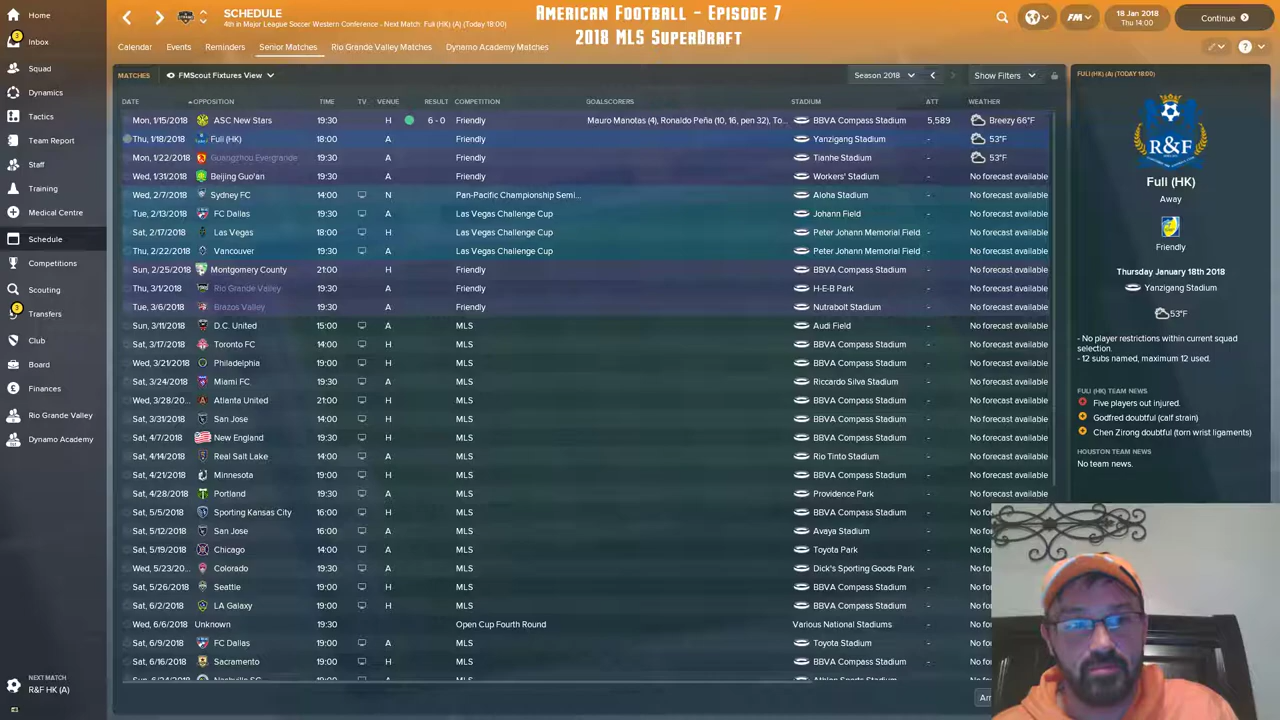 American Football - Episode 7
2018 MLS SuperDraft
SCHEDULE
4th in Major League Soccer Western Conference - Next Match: Fuli (HK) (A) (Today 18:00)
18 Jan 2018
Thu 14:00
Continue
FM
Calendar Events Reminders Senior Matches Rio Grande Valley Matches Dynamo Academy Matches
Home
3
Inbox
Squad
Dynamics
Tactics
Team Report
Staff
Training
Medical Centre
Schedule
Competitions
Scouting
3
Transfers
Club
Board
Finances
Rio Grande Valley
Dynamo Academy
NEXT MATCH
R&F HK (A)
MATCHES FMScout Fixtures View Season 2018 Show Filters
DATE OPPOSITION TIME TV VENUE RESULT COMPETITION GOALSCORERS STADIUM ATT WEATHER
Mon, 1/15/2018 ASC New Stars 19:30 H 6 - 0 Friendly Mauro Manotas (4), Ronaldo Peña (10, 16, pen 32), To... BBVA Compass Stadium 5,589 Breezy 66°F
Thu, 1/18/2018 Fuli (HK) 18:00 A Friendly Yanzigang Stadium - 53°F
Mon, 1/22/2018 Guangzhou Evergrande 19:30 A Friendly Tianhe Stadium - 53°F
Wed, 1/31/2018 Beijing Guo'an 19:30 A Friendly Workers' Stadium - No forecast available
Wed, 2/7/2018 Sydney FC 14:00 N Pan-Pacific Championship Semi... Aloha Stadium - No forecast available
Tue, 2/13/2018 FC Dallas 19:30 A Las Vegas Challenge Cup Johann Field - No forecast available
Sat, 2/17/2018 Las Vegas 18:00 H Las Vegas Challenge Cup Peter Johann Memorial Field - No forecast available
Thu, 2/22/2018 Vancouver 19:30 A Las Vegas Challenge Cup Peter Johann Memorial Field - No forecast available
Sun, 2/25/2018 Montgomery County 21:00 H Friendly BBVA Compass Stadium - No forecast available
Thu, 3/1/2018 Rio Grande Valley 19:30 A Friendly H-E-B Park - No forecast available
Tue, 3/6/2018 Brazos Valley 19:30 A Friendly Nutrabolt Stadium - No forecast available
Sun, 3/11/2018 D.C. United 15:00 A MLS Audi Field - No forecast available
Sat, 3/17/2018 Toronto FC 14:00 H MLS BBVA Compass Stadium - No forecast available
Wed, 3/21/2018 Philadelphia 19:00 H MLS BBVA Compass Stadium - No forecast available
Sat, 3/24/2018 Miami FC 19:30 A MLS Riccardo Silva Stadium - No forecast available
Wed, 3/28/20... Atlanta United 21:00 H MLS BBVA Compass Stadium - No forecast available
Sat, 3/31/2018 San Jose 14:00 H MLS BBVA Compass Stadium - No forecast available
Sat, 4/7/2018 New England 19:30 H MLS BBVA Compass Stadium - No forecast available
Sat, 4/14/2018 Real Salt Lake 14:00 A MLS Rio Tinto Stadium - No forecast available
Sat, 4/21/2018 Minnesota 19:00 H MLS BBVA Compass Stadium - No forecast available
Sat, 4/28/2018 Portland 19:30 A MLS Providence Park - No forecast available
Sat, 5/5/2018 Sporting Kansas City 16:00 H MLS BBVA Compass Stadium - No forecast available
Sat, 5/12/2018 San Jose 16:00 A MLS Avaya Stadium - No fo
Sat, 5/19/2018 Chicago 14:00 A MLS Toyota Park - No fo
Wed, 5/23/20... Colorado 19:30 A MLS Dick's Sporting Goods Park - No fo
Sat, 5/26/2018 Seattle 19:00 H MLS BBVA Compass Stadium - No fo
Sat, 6/2/2018 LA Galaxy 19:00 H MLS BBVA Compass Stadium - No fo
Wed, 6/6/2018 Unknown 19:30 Open Cup Fourth Round Various National Stadiums - No fo
Sat, 6/9/2018 FC Dallas 19:00 A MLS Toyota Stadium - No fo
Sat, 6/16/2018 Sacramento 19:00 H MLS BBVA Compass Stadium - No fo
FULI (HK) (A) (TODAY 18:00)
R&F
Fuli (HK)
Away
Friendly
Thursday January 18th 2018
Yanzigang Stadium
53°F
- No player restrictions within current squad
selection.
- 12 subs named, maximum 12 used.
FULI (HK) TEAM NEWS
Five players out injured.
Godfred doubtful (calf strain)
Chen Zirong doubtful (torn wrist ligaments)
HOUSTON TEAM NEWS
No team news.